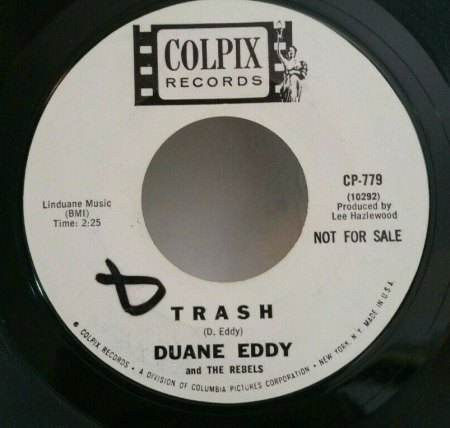 COLPIX
RECORDS
CP-779
(10292)
Produced by
Lee Hazlewood
NOT FOR SALE
Linduane Music
(BMI)
Time: 2:25
TRASH
(D. Eddy)
DUANE EDDY
and THE REBELS
● COLPIX RECORDS • A DIVISION OF COLUMBIA PICTURES CORPORATION • NEW YORK, N. Y. MADE IN U.S.A.